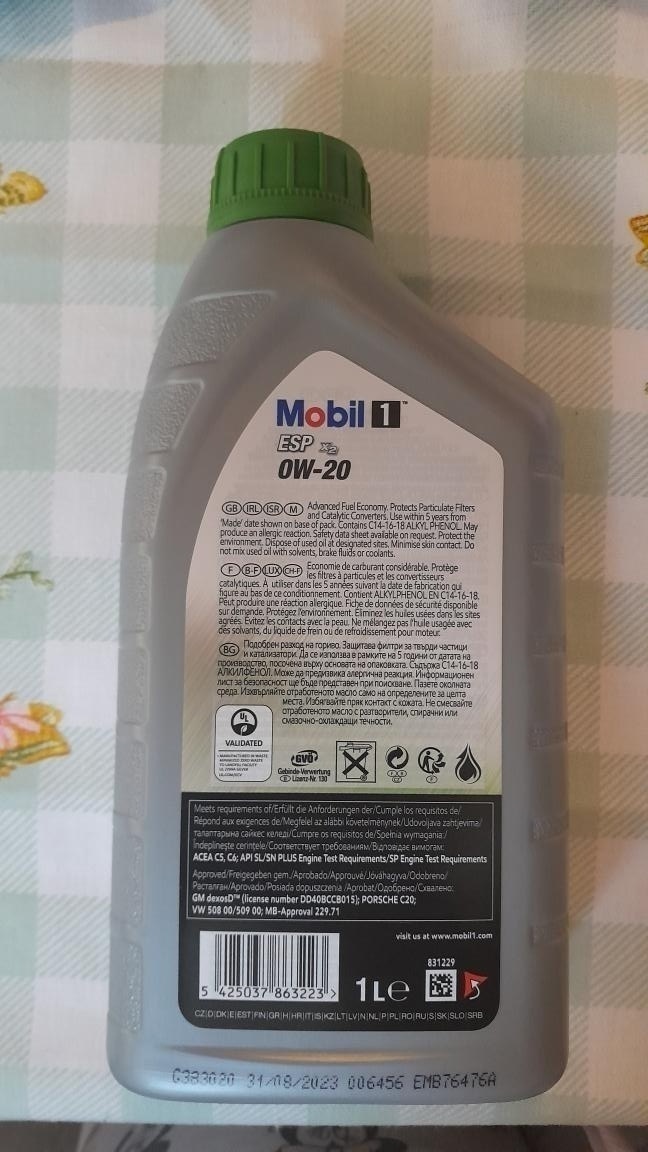 Mobil 1™
ESP x2
0W-20
GB IRL ISR M Advanced Fuel Economy. Protects Particulate Filters
and Catalytic Converters. Use within 5 years from
'Made' date shown on base of pack. Contains C14-16-18 ALKYL PHENOL. May
produce an allergic reaction. Safety data sheet available on request. Protect the
environment. Dispose of used oil at designated sites. Minimise skin contact. Do
not mix used oil with solvents, brake fluids or coolants.
F B-F LUX CH-F Economie de carburant considérable. Protège
les filtres à particules et les convertisseurs
catalytiques. À utiliser dans les 5 années suivant la date de fabrication qui
figure au bas de ce conditionnement. Contient ALKYLPHENOL EN C14-16-18.
Peut produire une réaction allergique. Fiche de données de sécurité disponible
sur demande. Protégez l'environnement. Eliminez les huiles usées dans les sites
agréés. Evitez les contacts avec la peau. Ne mélangez pas l'huile usagée avec
des solvants, du liquide de frein ou de refroidissement pour moteur.
BG Подобрен разход на гориво. Защитава филтри за твърди частици
и катализатори. Да се използва в рамките на 5 години от датата на
производство, посочена върху основата на опаковката. Съдържа C14-16-18
АЛКИЛФЕНОЛ. Може да предизвика алергична реакция. Информационен
лист за безопасност ще бъде представен при поискване. Пазете околната
среда. Изхвърляйте отработеното масло само на определените за целта
места. Избягвайте пряк контакт с кожата. Не смесвайте
отработеното масло с разтворители, спирачни или
смазочно-охлаждащи течности.
UL
VALIDATED
GVÖ
Gebinde-Verwertung
D Lizenz-Nr. 130
Meets requirements of/Erfüllt die Anforderungen der/Cumple los requisitos de/
Répond aux exigences de/Megfelel az alábbi követelménynek/Udovoljava zahtjevima/
талаптарына сәйкес келеді/Cumpre os requisitos de/Spełnia wymagania/
Îndeplineşte cerinţele/Соответствует требованиям/Відповідає вимогам:
ACEA C5, C6; API SL/SN PLUS Engine Test Requirements/SP Engine Test Requirements
Approved/Freigegeben gem./Aprobado/Approuvé/Jóváhagyva/Odobreno/
Расталған/Aprovado/Posiada dopuszczenia /Aprobat/Одобрено/Схвалено:
GM dexosD™ (license number DD40BCCB015); PORSCHE C20;
VW 508 00/509 00; MB-Approval 229.71
visit us at www.mobil1.com
831229
5 425037 863223 >
1Le
CZ|D|DK|E|EST|FIN|GR|H|HR|IT|IS|KZ|LT|LV|N|NL|P|PL|RO|RU|S|SK|SLO|SRB
G383020 31/08/2023 006456 EMB76476A